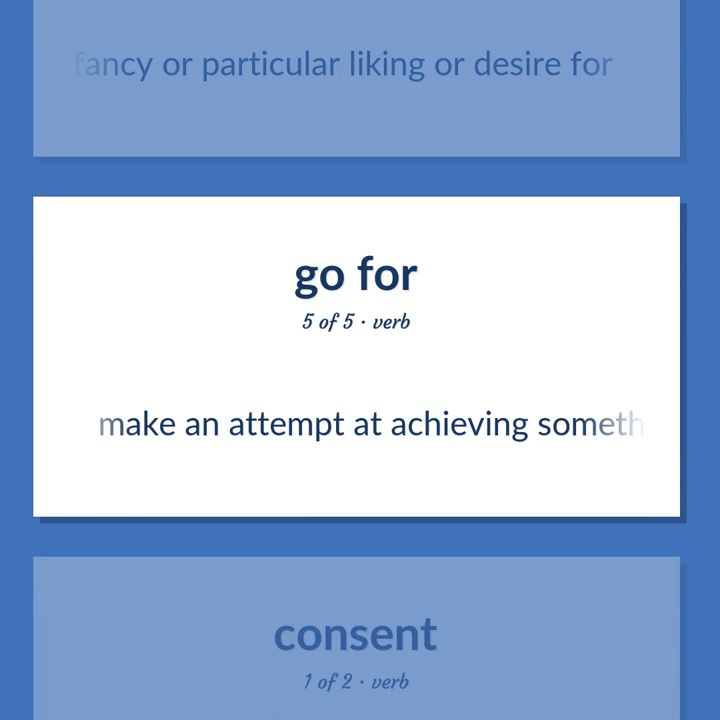 fancy or particular liking or desire for
go for
5 of 5 · verb
make an attempt at achieving someth
consent
1 of 2 · verb